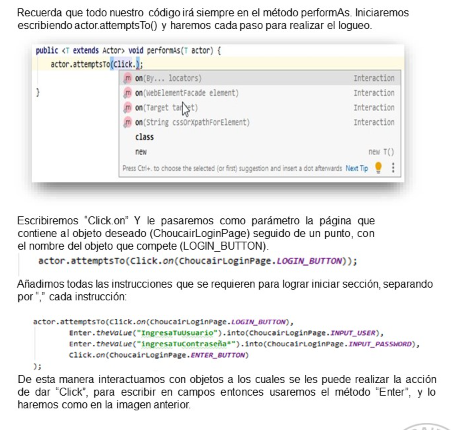 Recuerda que todo nuestro código irá siempre en el método performAs. Iniciaremos
escribiendo actor.attemptsTo() y haremos cada paso para realizar el logueo.
public <T extends Actor> void performAs(T actor) {
actor.attemptsTo(Click.);
m on(By... locators) Interaction
m on(WebElementFacade element) Interaction
m on(Target target) Interaction
m on(String cssOrXpathForElement) Interaction
class
new new T()
Press Ctrl+. to choose the selected (or first) suggestion and insert a dot afterwards Next Tip
}
Escribiremos "Click.on" Y le pasaremos como parámetro la página que
contiene al objeto deseado (ChoucairLoginPage) seguido de un punto, con
el nombre del objeto que compete (LOGIN_BUTTON).
actor.attemptsTo(Click.on(ChoucairLoginPage.LOGIN_BUTTON));
Añadimos todas las instrucciones que se requieren para lograr iniciar sección, separando
por "," cada instrucción:
actor.attemptsTo(Click.on(ChoucairLoginPage.LOGIN_BUTTON),
Enter.theValue("IngresaTuUsuario").into(ChoucairLoginPage.INPUT_USER),
Enter.theValue("IngresaTuContraseña*").into(ChoucairLoginPage.INPUT_PASSWORD),
Click.on(ChoucairLoginPage.ENTER_BUTTON)
);
De esta manera interactuamos con objetos a los cuales se les puede realizar la acción
de dar "Click", para escribir en campos entonces usaremos el método "Enter", y lo
haremos como en la imagen anterior.